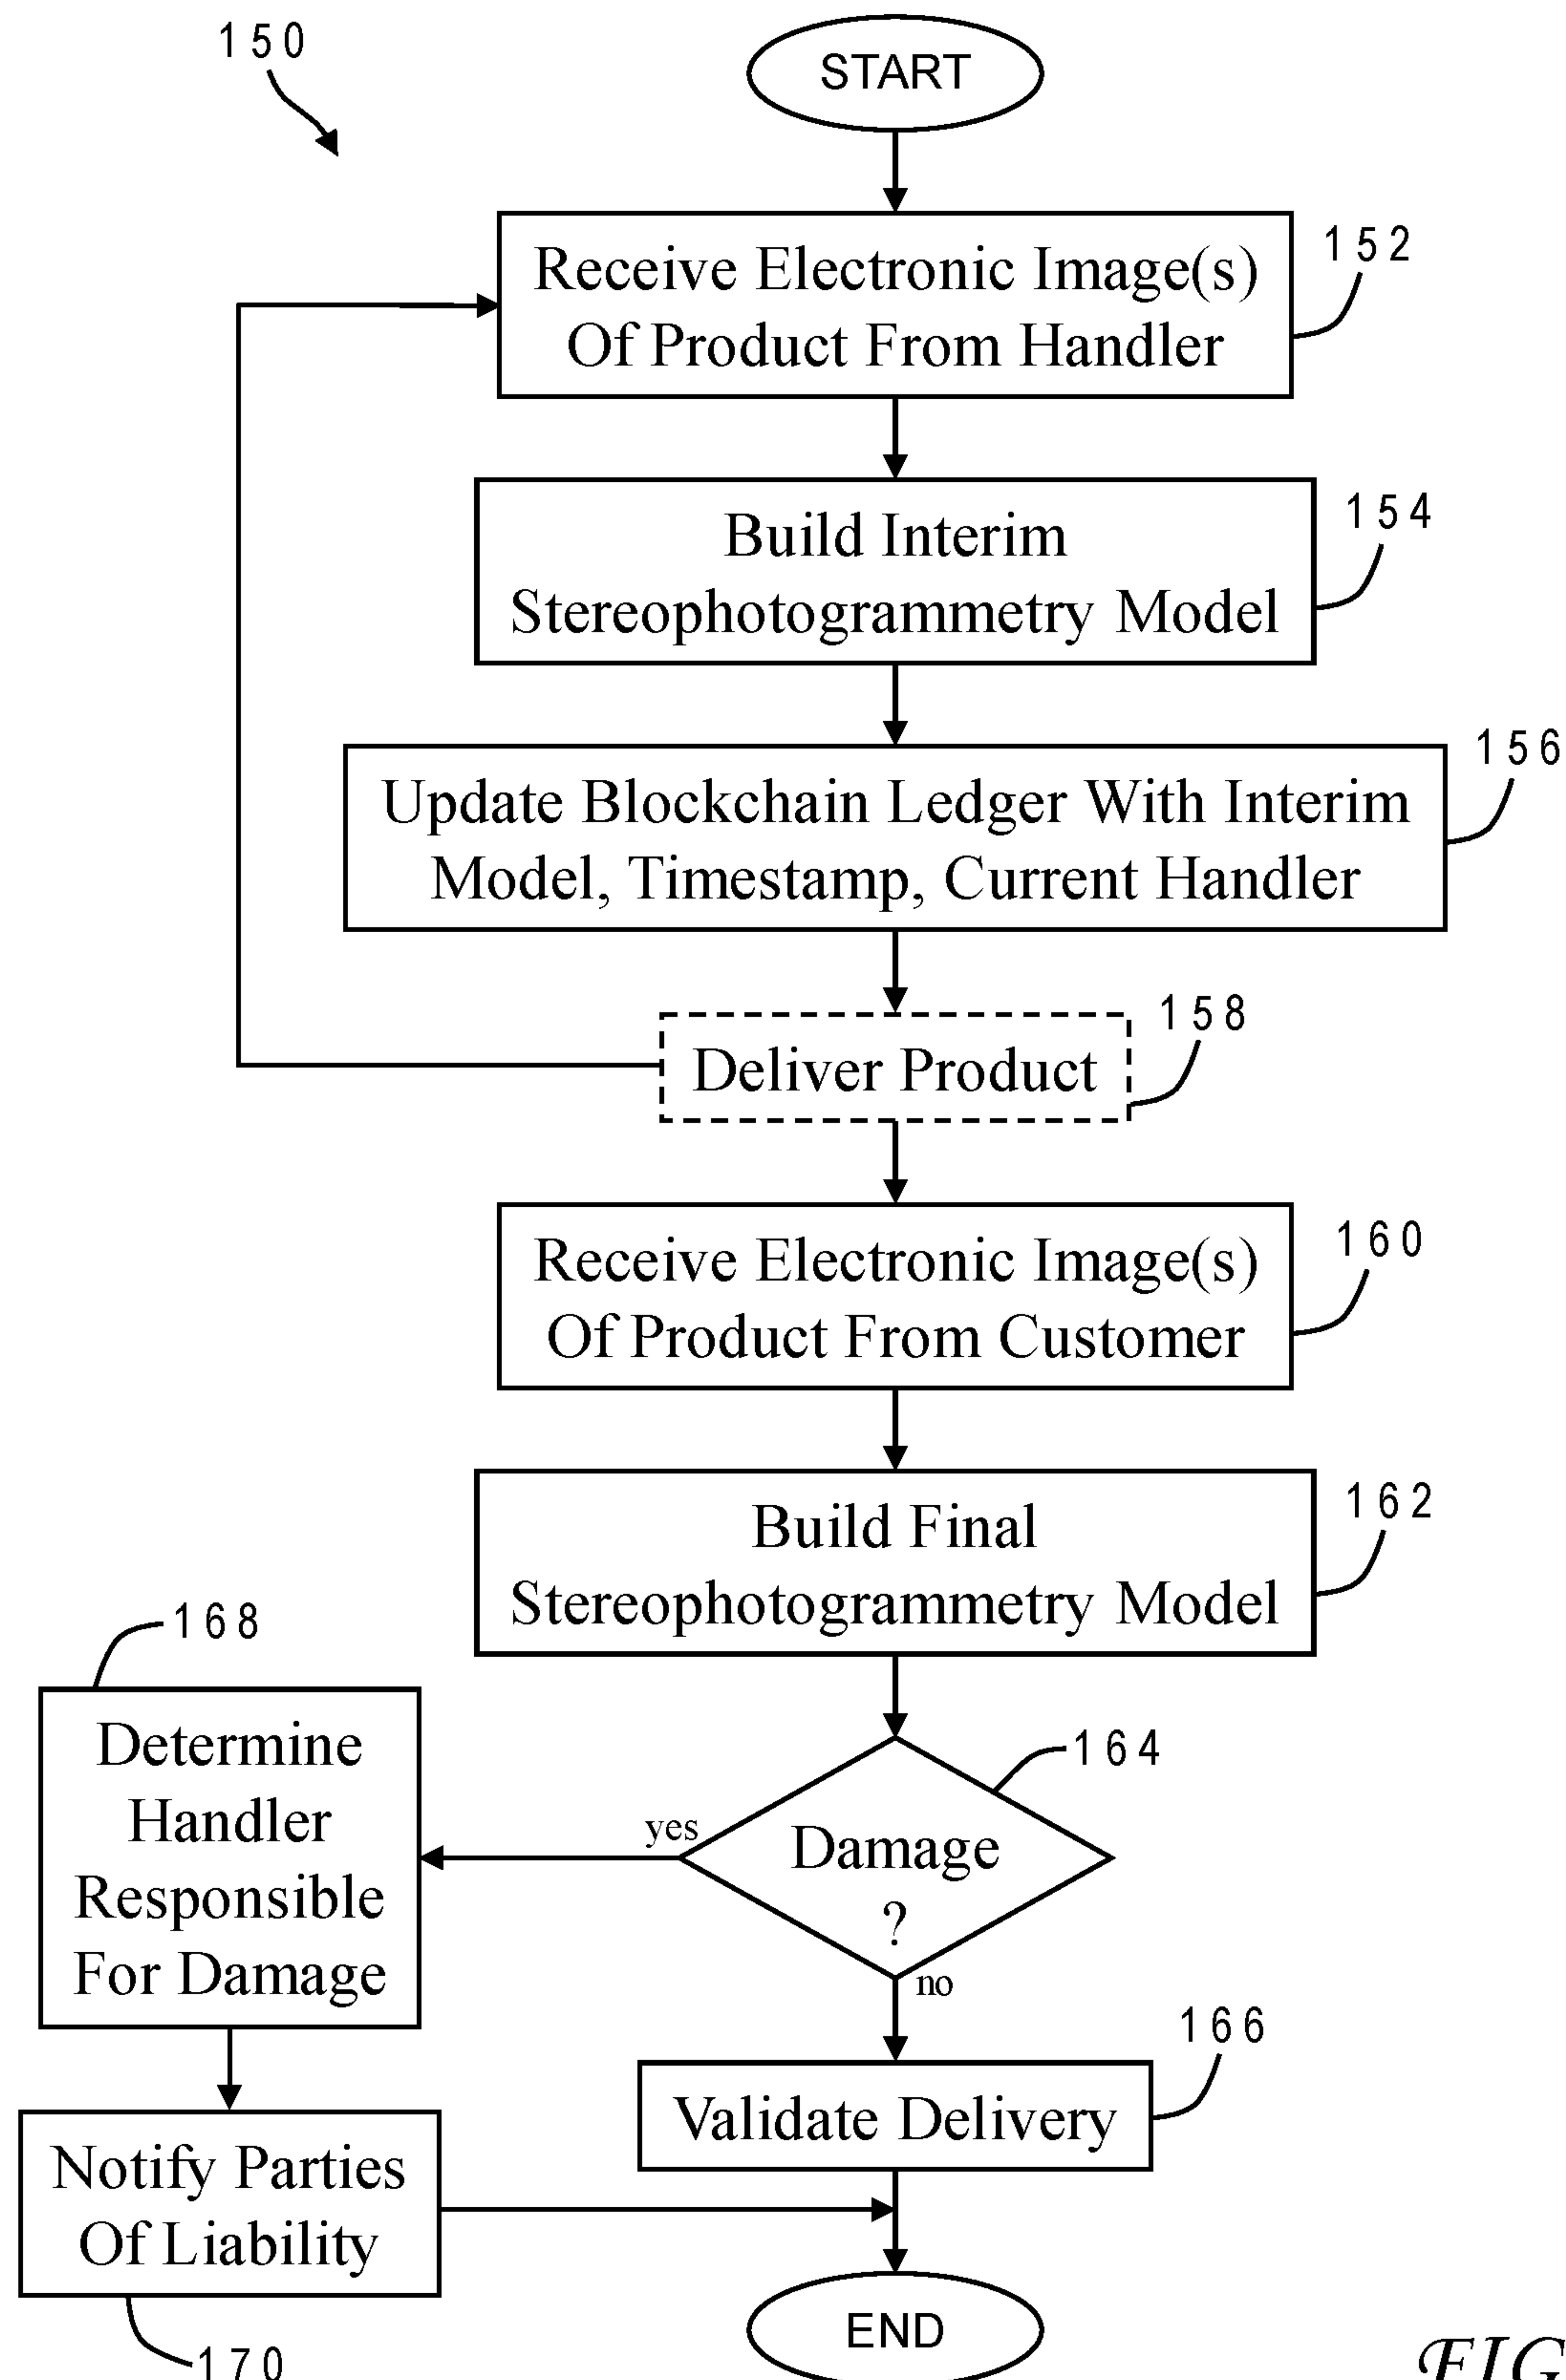 150
START
152
Receive Electronic Image(s)
Of Product From Handler
154
Build Interim
Stereophotogrammetry Model
156
Update Blockchain Ledger With Interim
Model, Timestamp, Current Handler
158
Deliver Product
160
Receive Electronic Image(s)
Of Product From Customer
162
Build Final
Stereophotogrammetry Model
168
Determine
Handler
Responsible
For Damage
164
Damage
?
yes
no
166
Validate Delivery
Notify Parties
Of Liability
170
END
FIG